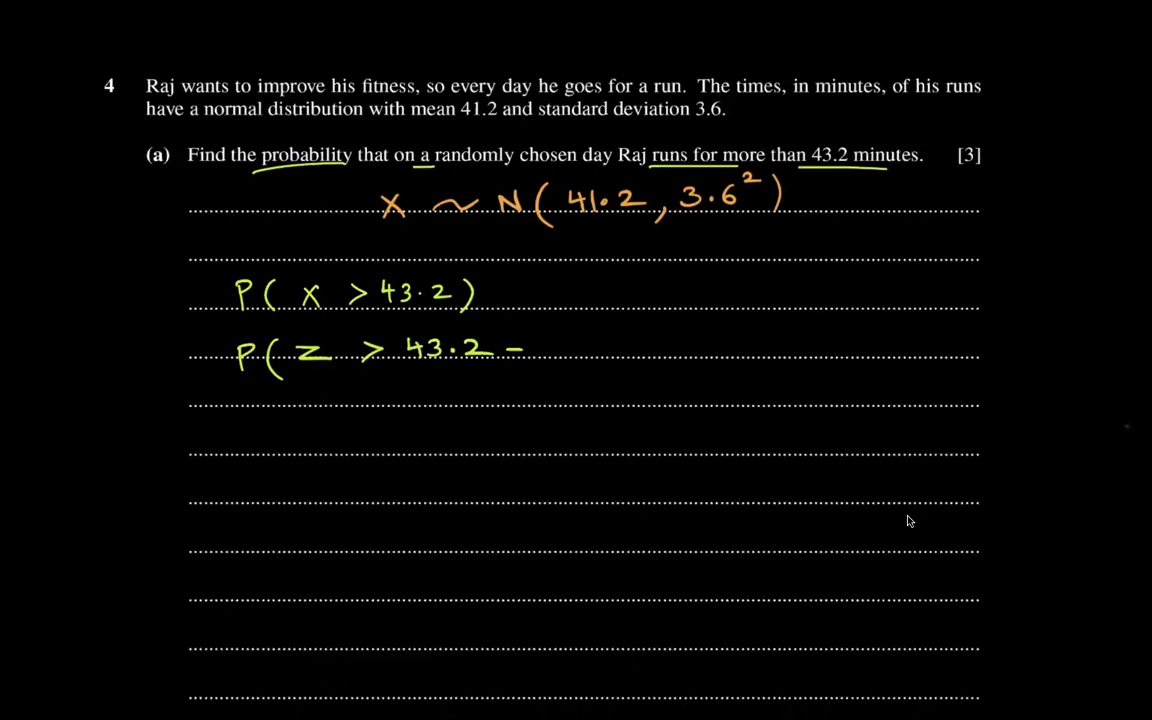 4 Raj wants to improve his fitness, so every day he goes for a run. The times, in minutes, of his runs
have a normal distribution with mean 41.2 and standard deviation 3.6.
(a) Find the probability that on a randomly chosen day Raj runs for more than 43.2 minutes. [3]
X ~ N( 41.2 , 3.6² )
P( X > 43.2 )
P( Z > 43.2 -